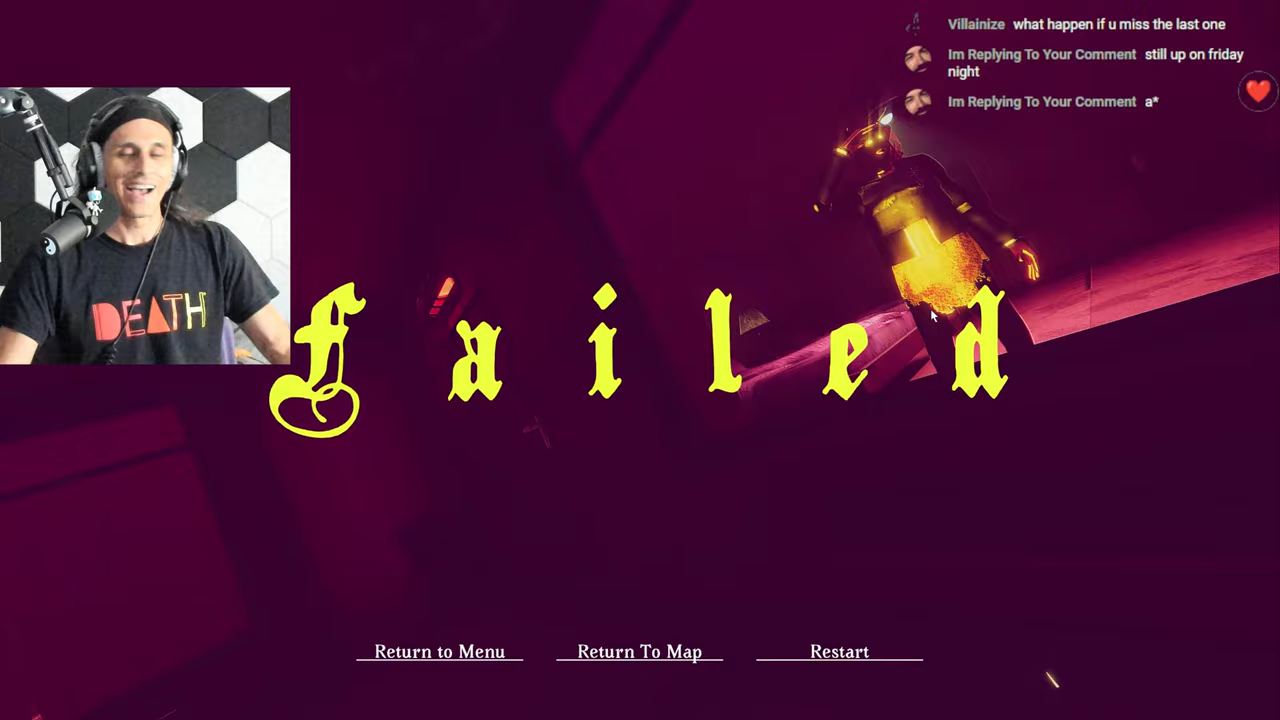 Villainize what happen if u miss the last one
Im Replying To Your Comment still up on friday
night
Im Replying To Your Comment a*
DEATH
Failed
Return to Menu
Return To Map
Restart